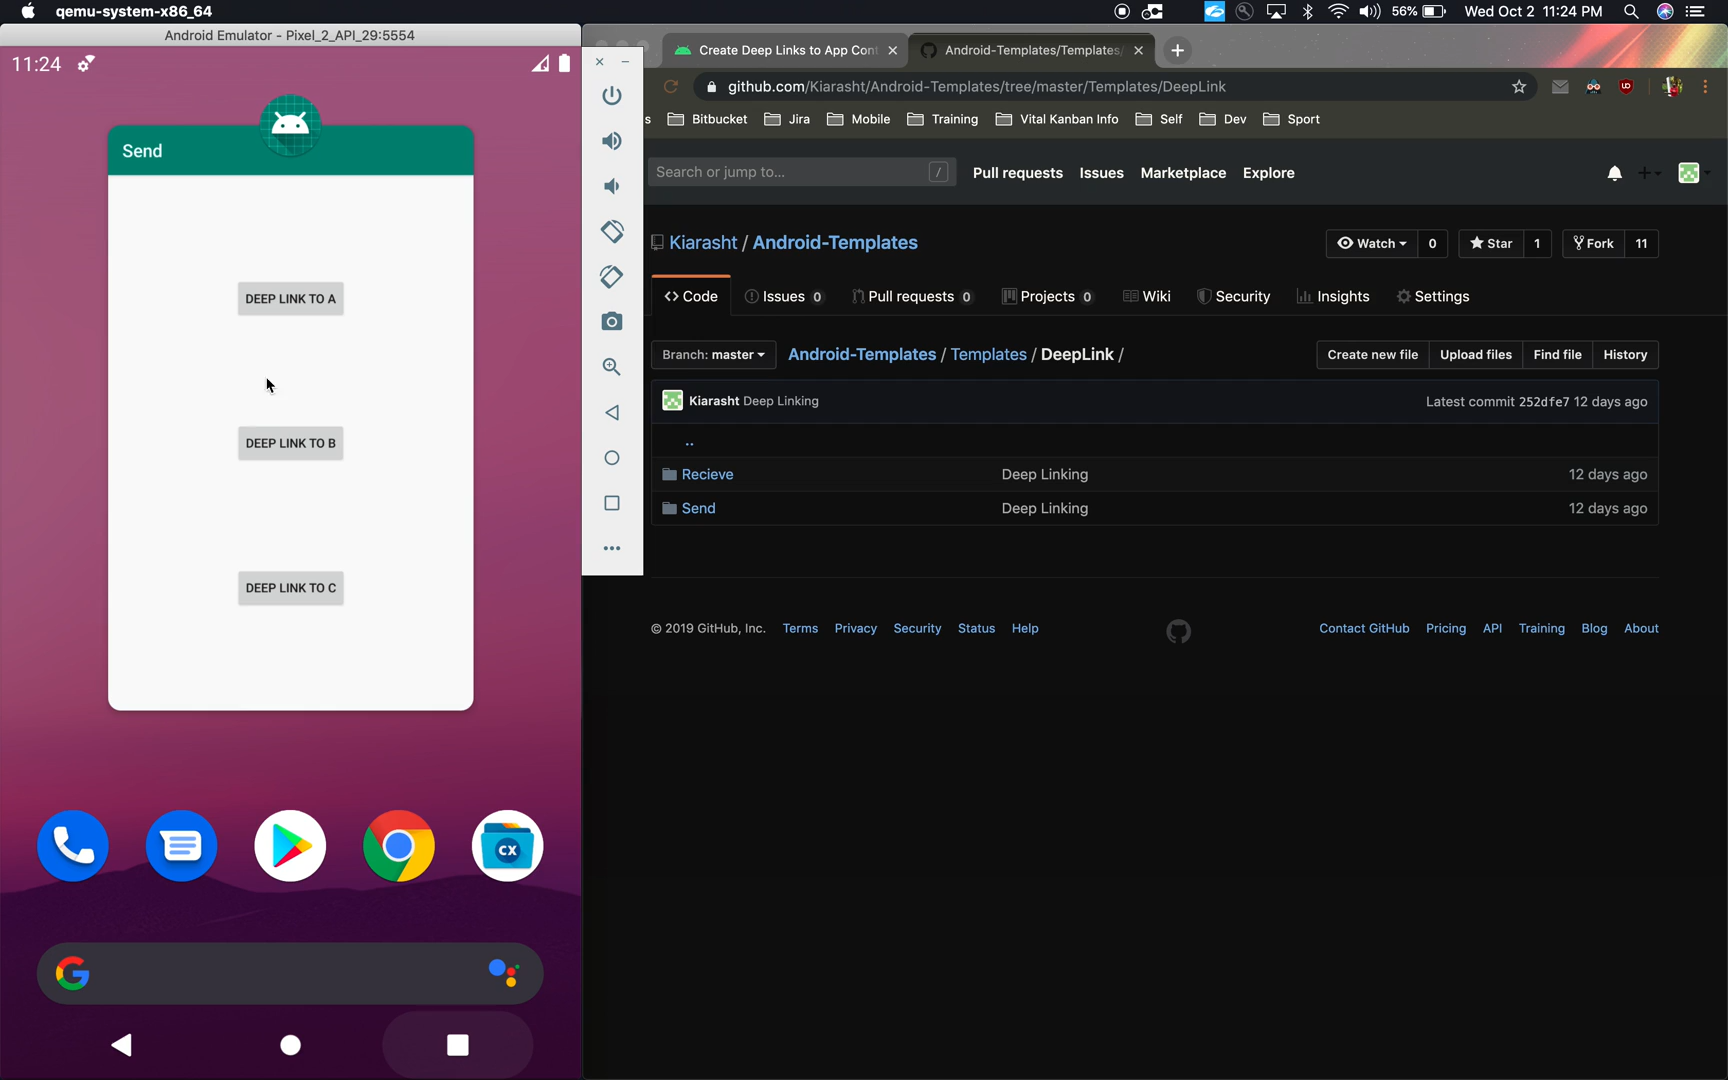 qemu-system-x86_64
56%
Wed Oct 2 11:24 PM
Android Emulator - Pixel_2_API_29:5554
11:24
Send
DEEP LINK TO A
DEEP LINK TO B
DEEP LINK TO C
CX
G
Create Deep Links to App Cont
Android-Templates/Templates/
github.com/Kiarasht/Android-Templates/tree/master/Templates/DeepLink
s
Bitbucket
Jira
Mobile
Training
Vital Kanban Info
Self
Dev
Sport
Search or jump to...
/
Pull requests
Issues
Marketplace
Explore
Kiarasht / Android-Templates
Watch
0
Star
1
Fork
11
<> Code
Issues 0
Pull requests 0
Projects 0
Wiki
Security
Insights
Settings
Branch: master
Android-Templates / Templates / DeepLink /
Create new file
Upload files
Find file
History
Kiarasht Deep Linking
Latest commit 252dfe7 12 days ago
..
Recieve
Deep Linking
12 days ago
Send
Deep Linking
12 days ago
© 2019 GitHub, Inc.
Terms
Privacy
Security
Status
Help
Contact GitHub
Pricing
API
Training
Blog
About